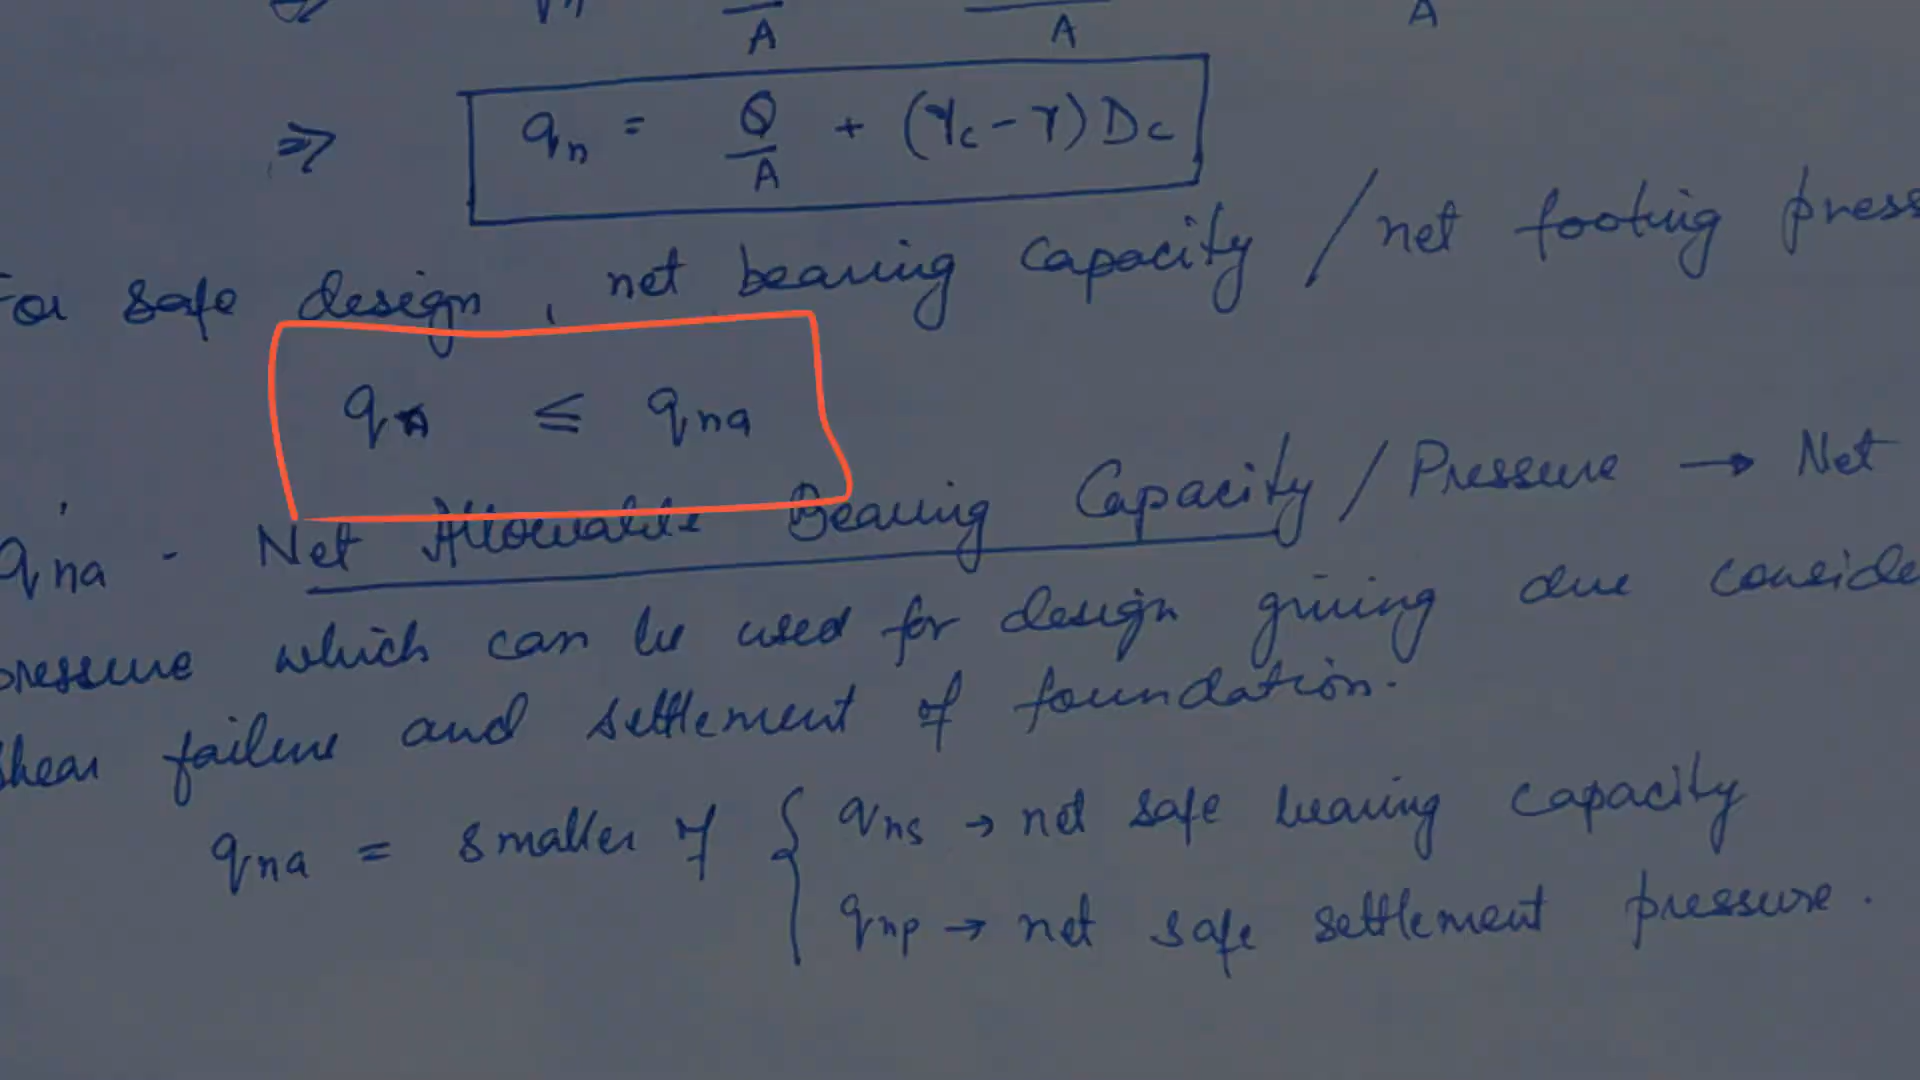 A A A
⇒ qn = Q/A + (γc - γ) Dc
For safe design, net bearing capacity / net footing press
qn ≤ qna
qna - Net Allowable Bearing Capacity / Pressure → Net
pressure which can be used for design giving due conside
shear failure and settlement of foundation.
qna = smaller of { qns → net safe bearing capacity
qnp → net safe settlement pressure.